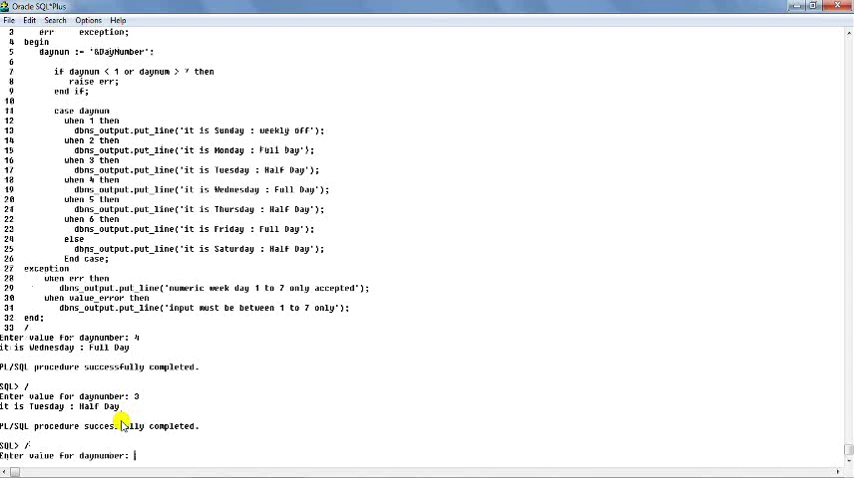 Oracle SQL*Plus
File Edit Search Options Help
3 err exception;
4 begin
5 daynum := '&DayNumber';
6
7 if daynum < 1 or daynum > 7 then
8 raise err;
9 end if;
10
11 case daynum
12 when 1 then
13 dbms_output.put_line('it is Sunday : weekly off');
14 when 2 then
15 dbms_output.put_line('it is Monday : Full Day');
16 when 3 then
17 dbms_output.put_line('it is Tuesday : Half Day');
18 when 4 then
19 dbms_output.put_line('it is Wednesday : Full Day');
20 when 5 then
21 dbms_output.put_line('it is Thursday : Half Day');
22 when 6 then
23 dbms_output.put_line('it is Friday : Full Day');
24 else
25 dbms_output.put_line('it is Saturday : Half Day');
26 End case;
27 exception
28 when err then
29 dbms_output.put_line('numeric week day 1 to 7 only accepted');
30 when value_error then
31 dbms_output.put_line('input must be between 1 to 7 only');
32 end;
33 /
Enter value for daynumber: 4
it is Wednesday : Full Day
PL/SQL procedure successfully completed.
SQL> /
Enter value for daynumber: 3
it is Tuesday : Half Day
PL/SQL procedure successfully completed.
SQL> /
Enter value for daynumber: